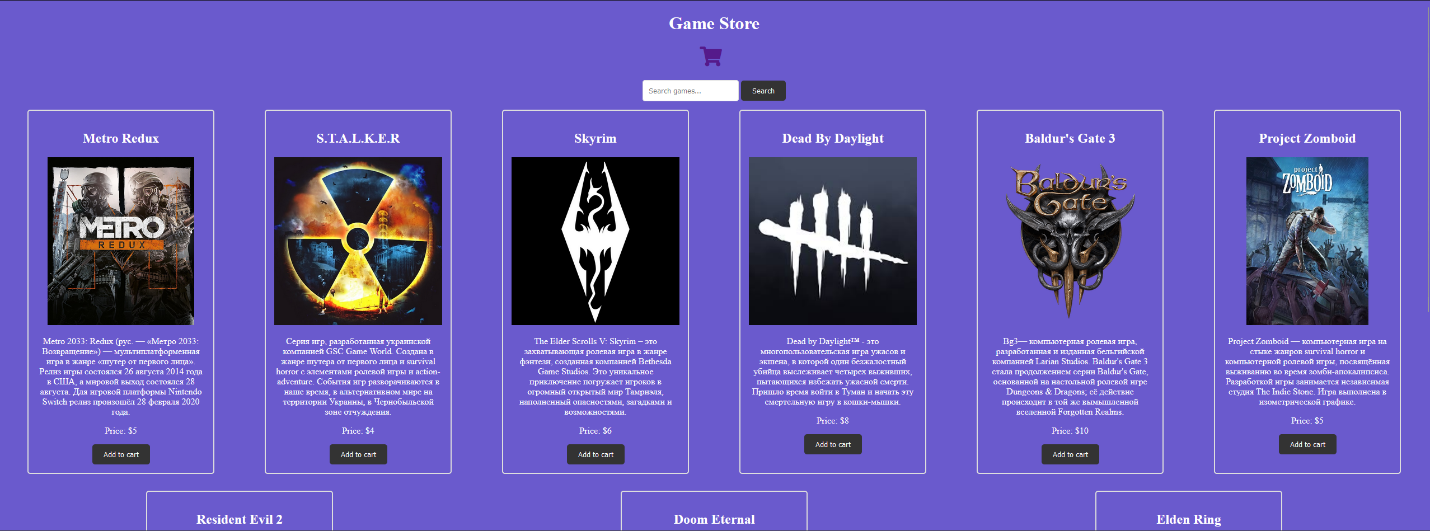 Game Store
Search games...
Search
Metro Redux
METRO
REDUX
Metro 2033: Redux (рус. — «Метро 2033:
Возвращение») — мультиплатформенная
игра в жанре «шутер от первого лица».
Релиз игры состоялся 26 августа 2014 года
в США, а мировой выход состоялся 28
августа. Для игровой платформы Nintendo
Switch релиз произошёл 28 февраля 2020
года.
Price: $5
Add to cart
S.T.A.L.K.E.R
Серия игр, разработанная украинской
компанией GSC Game World. Создана в
жанре шутера от первого лица и survival
horror с элементами ролевой игры и action-
adventure. События игр разворачиваются в
наше время, в альтернативном мире на
территории Украины, в Чернобыльской
зоне отчуждения.
Price: $4
Add to cart
Skyrim
The Elder Scrolls V: Skyrim – это
захватывающая ролевая игра в жанре
фэнтези, созданная компанией Bethesda
Game Studios. Это уникальное
приключение погружает игроков в
огромный открытый мир Тамриэля,
наполненный опасностями, загадками и
возможностями.
Price: $6
Add to cart
Dead By Daylight
Dead by Daylight™ - это
многопользовательская игра ужасов и
экшена, в которой один безжалостный
убийца выслеживает четырех выживших,
пытающихся избежать ужасной смерти.
Пришло время войти в Туман и начать эту
смертельную игру в кошки-мышки.
Price: $8
Add to cart
Baldur's Gate 3
Baldur's
Gate
Bg3— компьютерная ролевая игра,
разработанная и изданная бельгийской
компанией Larian Studios. Baldur's Gate 3
стала продолжением серии Baldur's Gate,
основанной на настольной ролевой игре
Dungeons & Dragons; её действие
происходит в той же вымышленной
вселенной Forgotten Realms.
Price: $10
Add to cart
Project Zomboid
project
ZOMBOID
Project Zomboid — компьютерная игра на
стыке жанров survival horror и
компьютерной ролевой игры, посвящённая
выживанию во время зомби-апокалипсиса.
Разработкой игры занимается независимая
студия The Indie Stone. Игра выполнена в
изометрической графике.
Price: $5
Add to cart
Resident Evil 2
Doom Eternal
Elden Ring